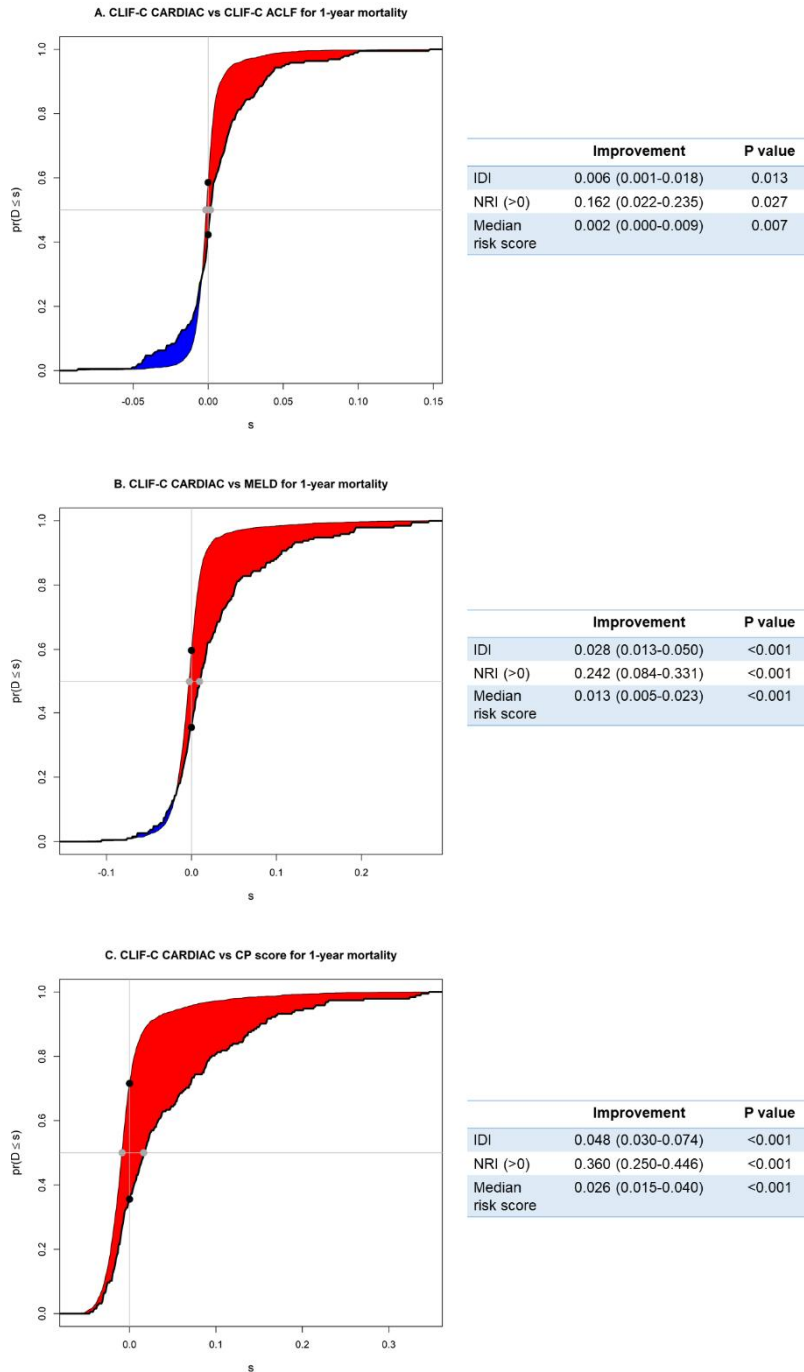 A. CLIF-C CARDIAC vs CLIF-C ACLF for 1-year mortality
pr(D ≤ s)
1.0
0.8
0.6
0.4
0.2
0.0
-0.05 0.00 0.05 0.10 0.15
s
Improvement P value
IDI 0.006 (0.001-0.018) 0.013
NRI (>0) 0.162 (0.022-0.235) 0.027
Median 0.002 (0.000-0.009) 0.007
risk score
B. CLIF-C CARDIAC vs MELD for 1-year mortality
pr(D ≤ s)
1.0
0.8
0.6
0.4
0.2
0.0
-0.1 0.0 0.1 0.2
s
Improvement P value
IDI 0.028 (0.013-0.050) <0.001
NRI (>0) 0.242 (0.084-0.331) <0.001
Median 0.013 (0.005-0.023) <0.001
risk score
C. CLIF-C CARDIAC vs CP score for 1-year mortality
pr(D ≤ s)
1.0
0.8
0.6
0.4
0.2
0.0
0.0 0.1 0.2 0.3
s
Improvement P value
IDI 0.048 (0.030-0.074) <0.001
NRI (>0) 0.360 (0.250-0.446) <0.001
Median 0.026 (0.015-0.040) <0.001
risk score